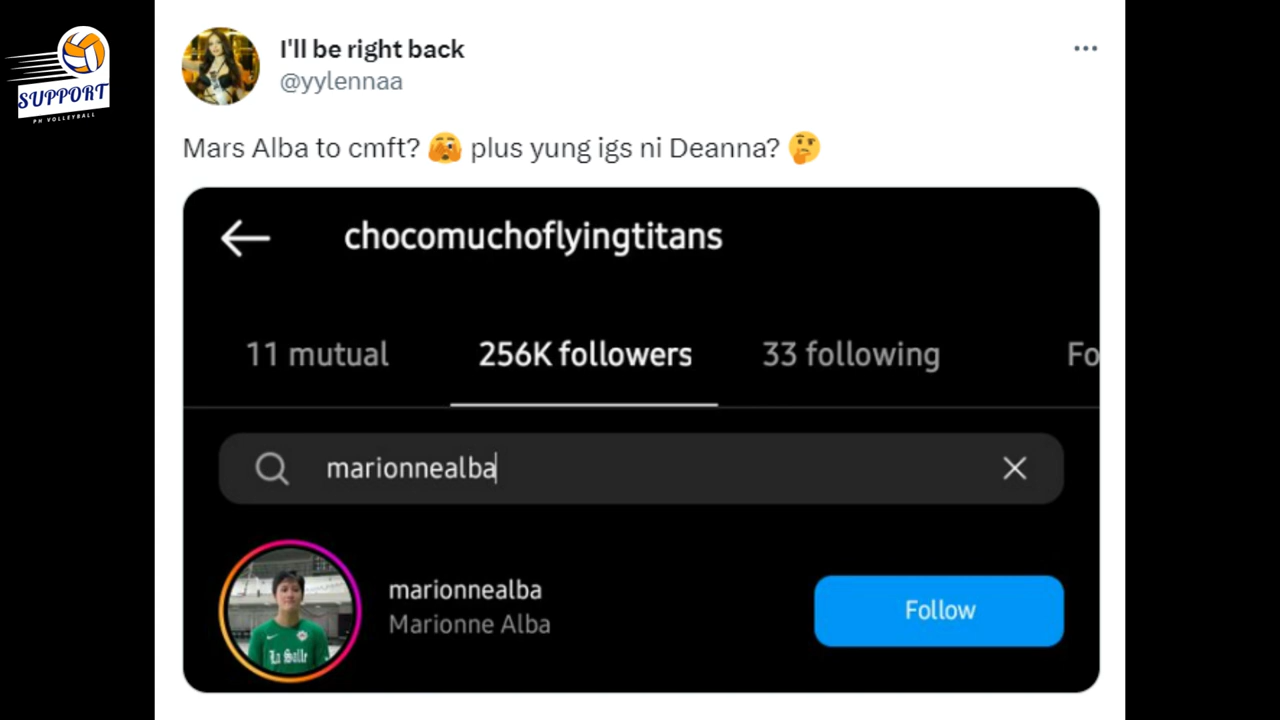 SUPPORT
PH VOLLEYBALL
I'll be right back
@yylennaa
Mars Alba to cmft? 🫣 plus yung igs ni Deanna? 🤔
chocomuchoflyingtitans
11 mutual 256K followers 33 following Fo
marionnealba
marionnealba
Marionne Alba
Follow
La Salle